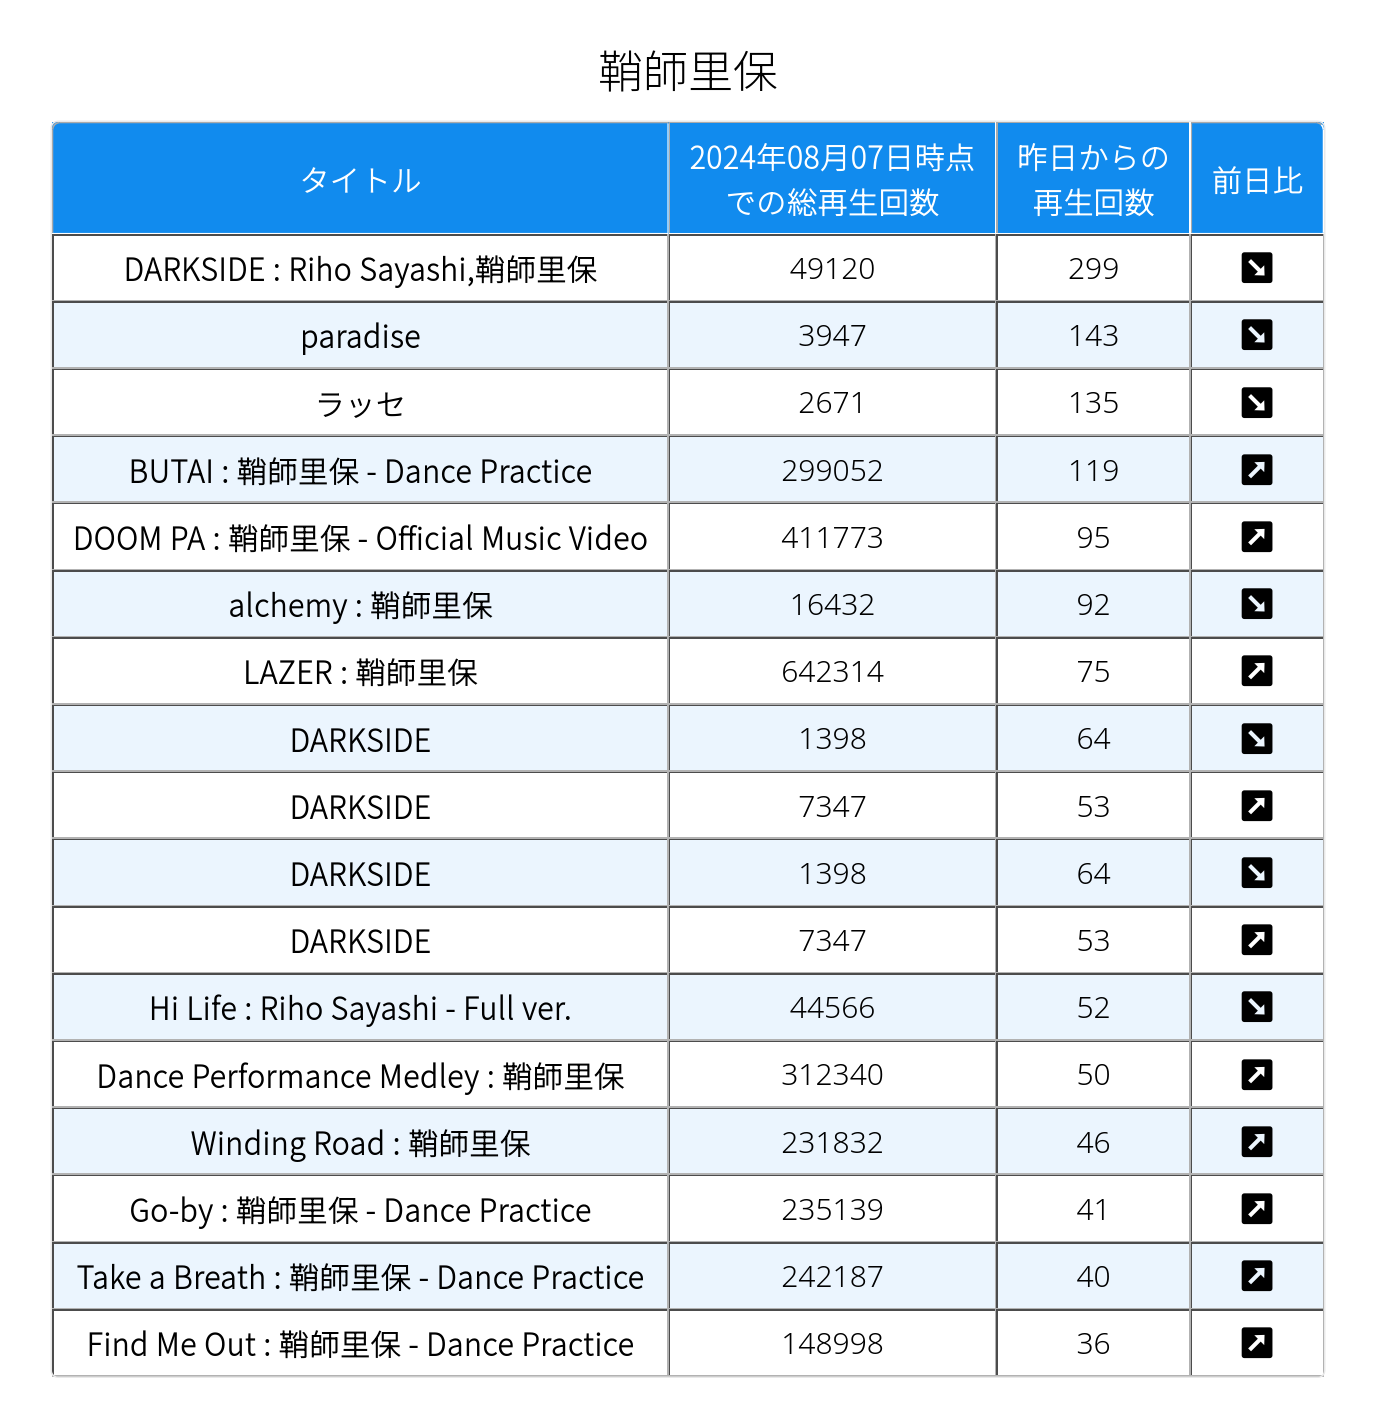 鞘師里保
タイトル 2024年08月07日時点での総再生回数 昨日からの再生回数 前日比
DARKSIDE : Riho Sayashi,鞘師里保 49120 299 ↘
paradise 3947 143 ↘
ラッセ 2671 135 ↘
BUTAI : 鞘師里保 - Dance Practice 299052 119 ↗
DOOM PA : 鞘師里保 - Official Music Video 411773 95 ↗
alchemy : 鞘師里保 16432 92 ↘
LAZER : 鞘師里保 642314 75 ↗
DARKSIDE 1398 64 ↘
DARKSIDE 7347 53 ↗
DARKSIDE 1398 64 ↘
DARKSIDE 7347 53 ↗
Hi Life : Riho Sayashi - Full ver. 44566 52 ↘
Dance Performance Medley : 鞘師里保 312340 50 ↗
Winding Road : 鞘師里保 231832 46 ↗
Go-by : 鞘師里保 - Dance Practice 235139 41 ↗
Take a Breath : 鞘師里保 - Dance Practice 242187 40 ↗
Find Me Out : 鞘師里保 - Dance Practice 148998 36 ↗